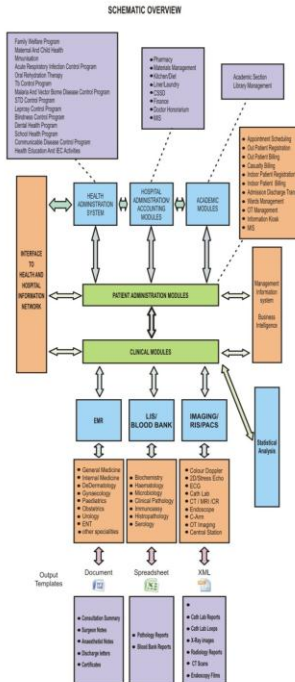 SCHEMATIC OVERVIEW
Family Welfare Program
Maternal And Child Health
Immunisation
Acute Respiratory Infection Control Program
Oral Rehydration Therapy
Tb Control Program
Malaria And Vector Borne Disease Control Program
STD Control Program
Leprosy Control Program
Blindness Control Program
Dental Health Program
School Health Program
Communicable Disease Control Program
Health Education And IEC Activities
Pharmacy
Materials Management
Kitchen/Diet
Linen/Laundry
CSSD
Finance
Doctor Honorarium
MIS
Academic Section
Library Management
Appointment Scheduling
Out Patient Registration
Out Patient Billing
Casualty Billing
Indoor Patient Registration
Indoor Patient Billing
Admission Discharge Tran
Wards Management
OT Management
Information Kiosk
MIS
HEALTH
ADMINISTRATION
SYSTEM
HOSPITAL
ADMINISTRATION/
ACCOUNTING
MODULES
ACADEMIC
MODULES
INTERFACE
TO
HEALTH AND
HOSPITAL
INFORMATION
NETWORK
PATIENT ADMINISTRATION MODULES
Management
Information
system
Business
Intelligence
CLINICAL MODULES
EMR
LIS/
BLOOD BANK
IMAGING/
RIS/PACS
Statistical
Analysis
General Medicine
Internal Medicine
DeDermatology
Gynaecology
Paediatrics
Obstetrics
Urology
ENT
other specialities
Biochemistry
Haematology
Microbiology
Clinical Pathology
Immunoassy
Histopathology
Serology
Colour Doppler
2D/Stress Echo
ECG
Cath Lab
CT / MR /CR
Endoscope
C-Arm
OT Imaging
Central Station
Output
Templates
Document
Spreadsheet
XML
Consultation Summary
Surgeon Notes
Anaesthetist Notes
Discharge letters
Certificates
Pathology Reports
Blood Bank Reports
Cath Lab Reports
Cath Lab Loops
X-Ray Images
Radiology Reports
CT Scans
Endoscopy Films